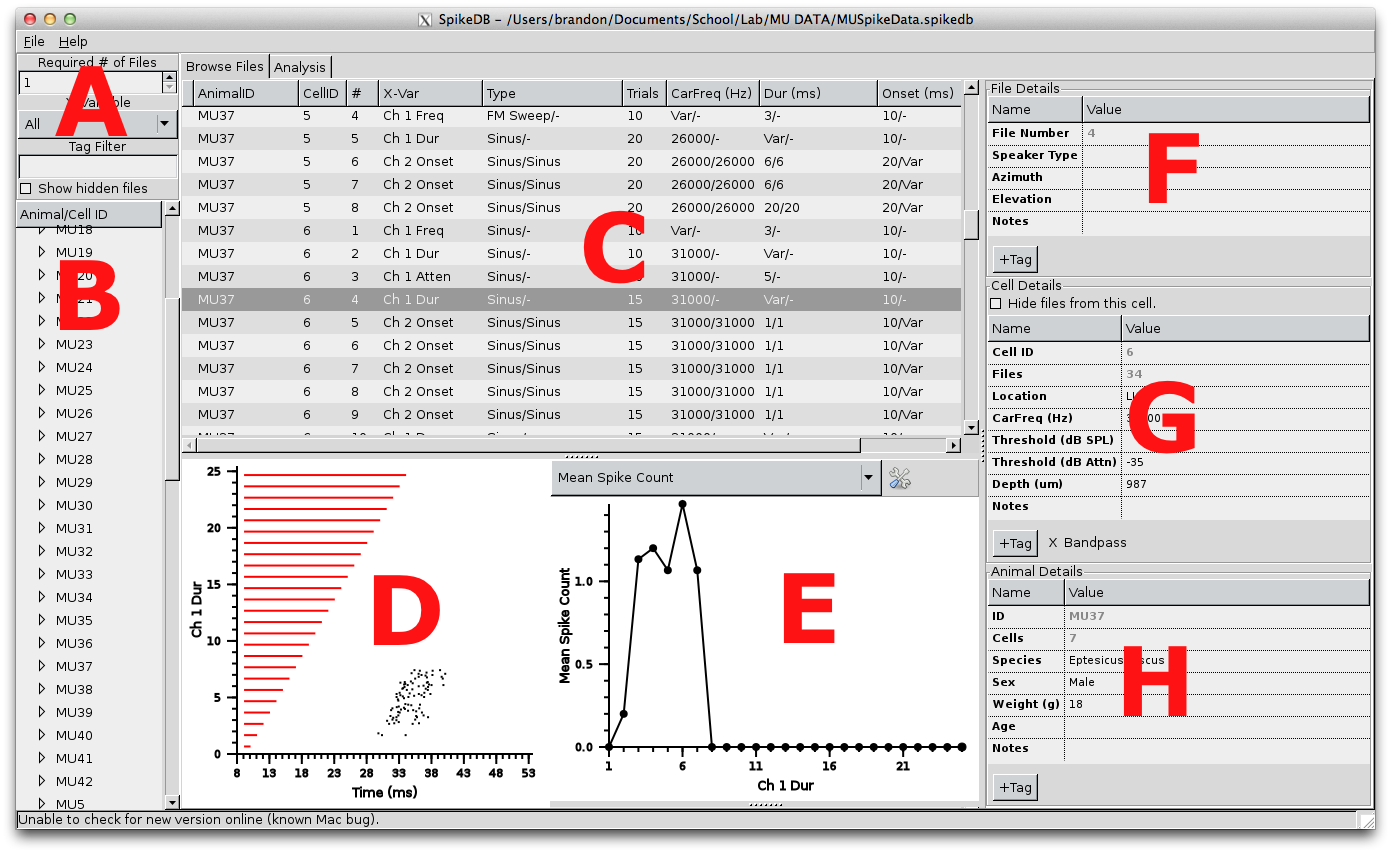 SpikeDB – /Users/brandon/Documents/School/Lab/MU DATA/MUSpikeData.spikedb
File Help
Required # of Files
1
All
Tag Filter
Show hidden files
A
Animal/Cell ID
MU18
MU19
MU23
MU24
MU25
MU26
MU27
MU28
MU29
MU30
MU31
MU32
MU33
MU34
MU35
MU36
MU37
MU38
MU39
MU40
MU41
MU42
MU5
B
Browse Files Analysis
AnimalID CellID # X-Var Type Trials CarFreq (Hz) Dur (ms) Onset (ms)
MU37 5 4 Ch 1 Freq FM Sweep/- 10 Var/- 3/- 10/-
MU37 5 5 Ch 1 Dur Sinus/- 20 26000/- Var/- 10/-
MU37 5 6 Ch 2 Onset Sinus/Sinus 20 26000/26000 6/6 20/Var
MU37 5 7 Ch 2 Onset Sinus/Sinus 20 26000/26000 6/6 20/Var
MU37 5 8 Ch 2 Onset Sinus/Sinus 20 26000/26000 20/20 20/Var
MU37 6 1 Ch 1 Freq Sinus/- 10 Var/- 3/- 10/-
MU37 6 2 Ch 1 Dur Sinus/- 10 31000/- Var/- 10/-
MU37 6 3 Ch 1 Atten Sinus/- 31000/- 5/- 10/-
MU37 6 4 Ch 1 Dur Sinus/- 15 31000/- Var/- 10/-
MU37 6 5 Ch 2 Onset Sinus/Sinus 15 31000/31000 1/1 10/Var
MU37 6 6 Ch 2 Onset Sinus/Sinus 15 31000/31000 1/1 10/Var
MU37 6 7 Ch 2 Onset Sinus/Sinus 15 31000/31000 1/1 10/Var
MU37 6 8 Ch 2 Onset Sinus/Sinus 15 31000/31000 1/1 10/Var
MU37 6 9 Ch 2 Onset Sinus/Sinus 15 31000/31000 1/1 10/Var
C
25
20
15
10
5
0
Ch 1 Dur
8 13 18 23 28 33 38 43 48 53
Time (ms)
D
Mean Spike Count
1.0
0.5
0.0
Mean Spike Count
1 6 11 16 21
Ch 1 Dur
E
File Details
Name Value
File Number 4
Speaker Type
Azimuth
Elevation
Notes
+Tag
F
Cell Details
Hide files from this cell.
Name Value
Cell ID 6
Files 34
Location
CarFreq (Hz)
Threshold (dB SPL)
Threshold (dB Attn) -35
Depth (um) 987
Notes
+Tag X Bandpass
G
Animal Details
Name Value
ID MU37
Cells 7
Species Eptesicus
Sex Male
Weight (g) 18
Age
Notes
+Tag
H
Unable to check for new version online (known Mac bug).